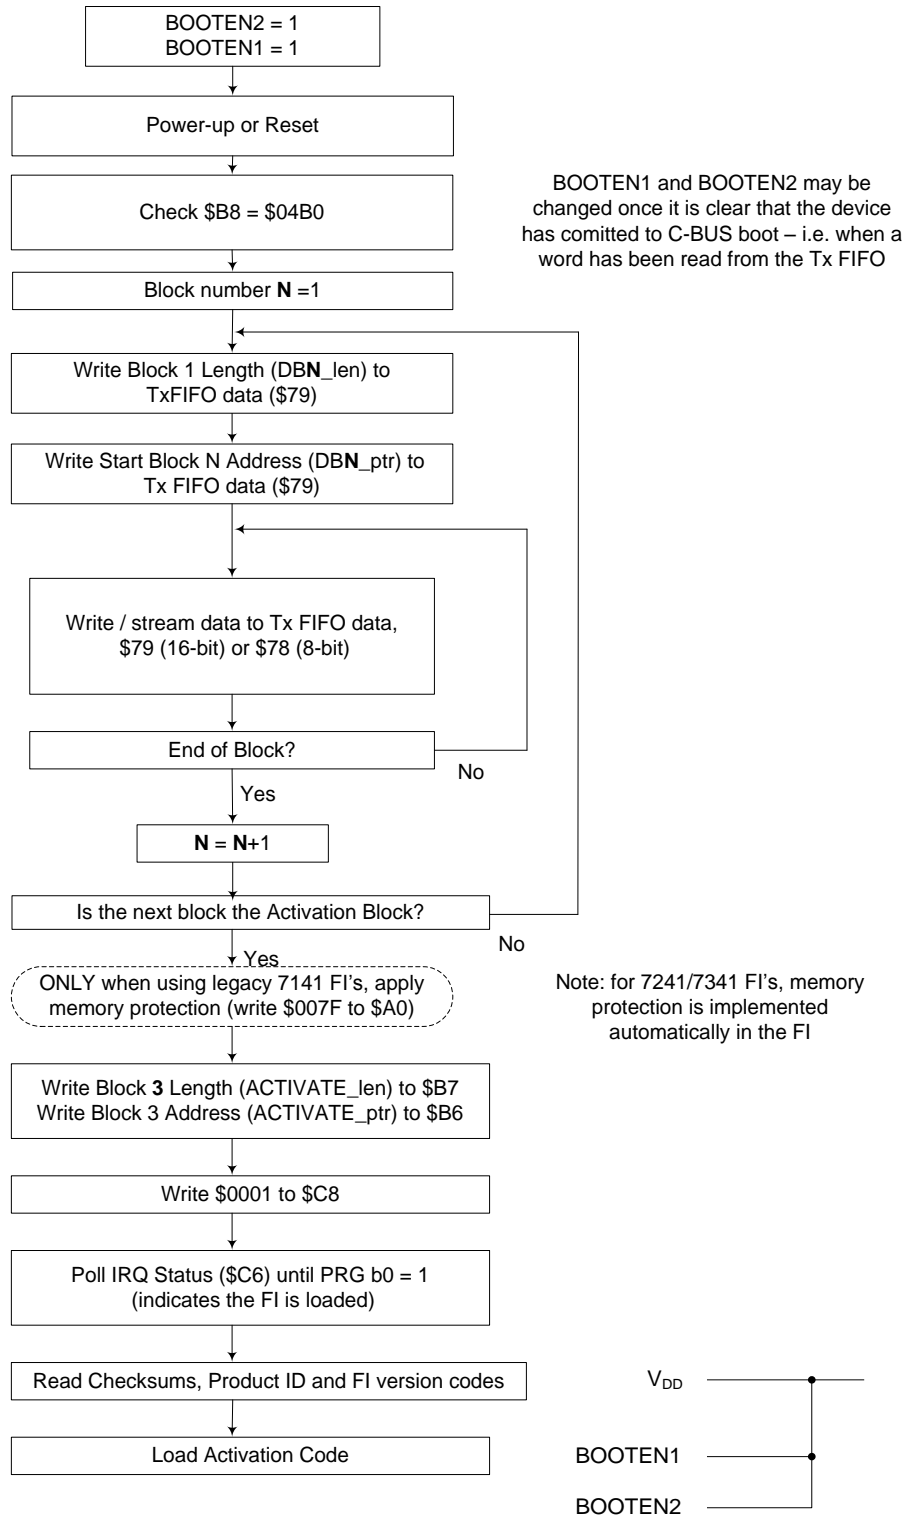 BOOTEN2 = 1
BOOTEN1 = 1
Power-up or Reset
Check $B8 = $04B0
BOOTEN1 and BOOTEN2 may be
changed once it is clear that the device
has comitted to C-BUS boot – i.e. when a
word has been read from the Tx FIFO
Block number N =1
Write Block 1 Length (DBN_len) to
TxFIFO data ($79)
Write Start Block N Address (DBN_ptr) to
Tx FIFO data ($79)
Write / stream data to Tx FIFO data,
$79 (16-bit) or $78 (8-bit)
End of Block?
No
Yes
N = N+1
Is the next block the Activation Block?
No
Yes
ONLY when using legacy 7141 FI's, apply
memory protection (write $007F to $A0)
Note: for 7241/7341 FI's, memory
protection is implemented
automatically in the FI
Write Block 3 Length (ACTIVATE_len) to $B7
Write Block 3 Address (ACTIVATE_ptr) to $B6
Write $0001 to $C8
Poll IRQ Status ($C6) until PRG b0 = 1
(indicates the FI is loaded)
Read Checksums, Product ID and FI version codes
Load Activation Code
VDD
BOOTEN1
BOOTEN2